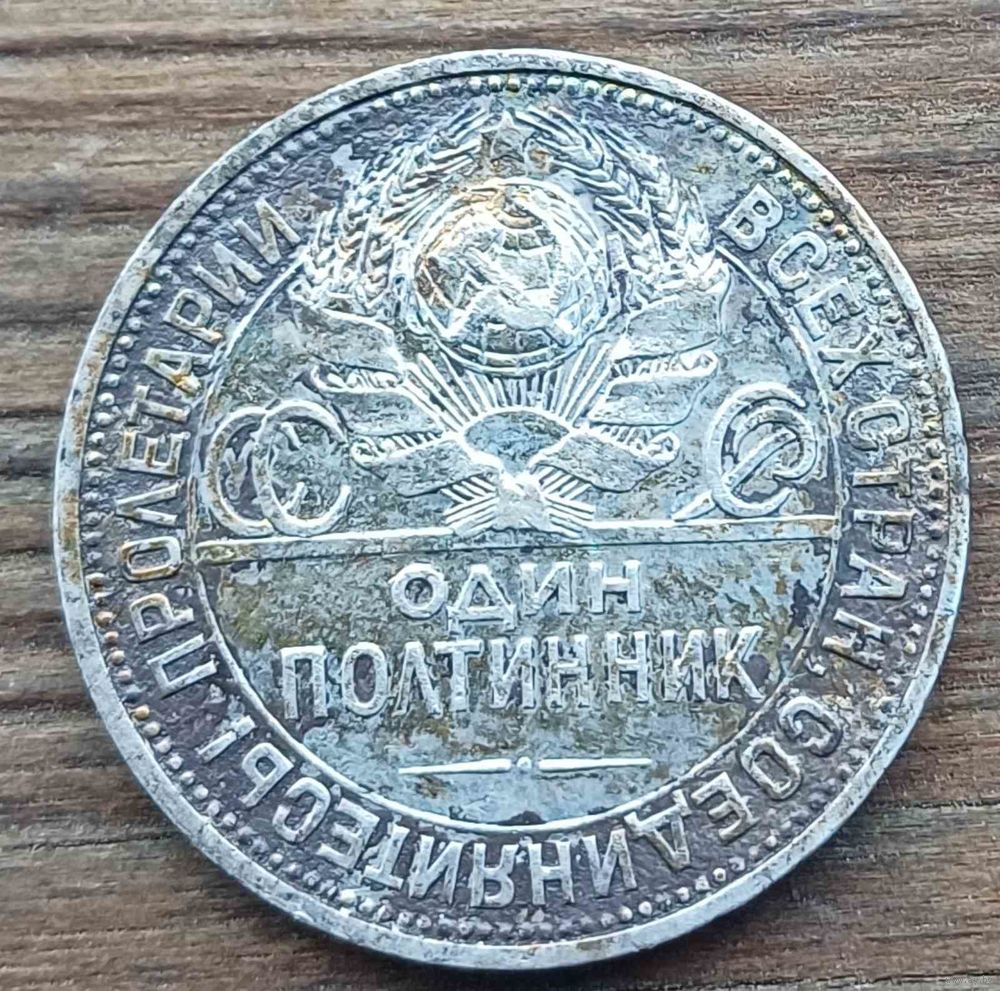 ПРОЛЕТАРИИ ВСЕХ СТРАН, СОЕДИНЯЙТЕСЬ!
СССР
ОДИН
ПОЛТИННИК